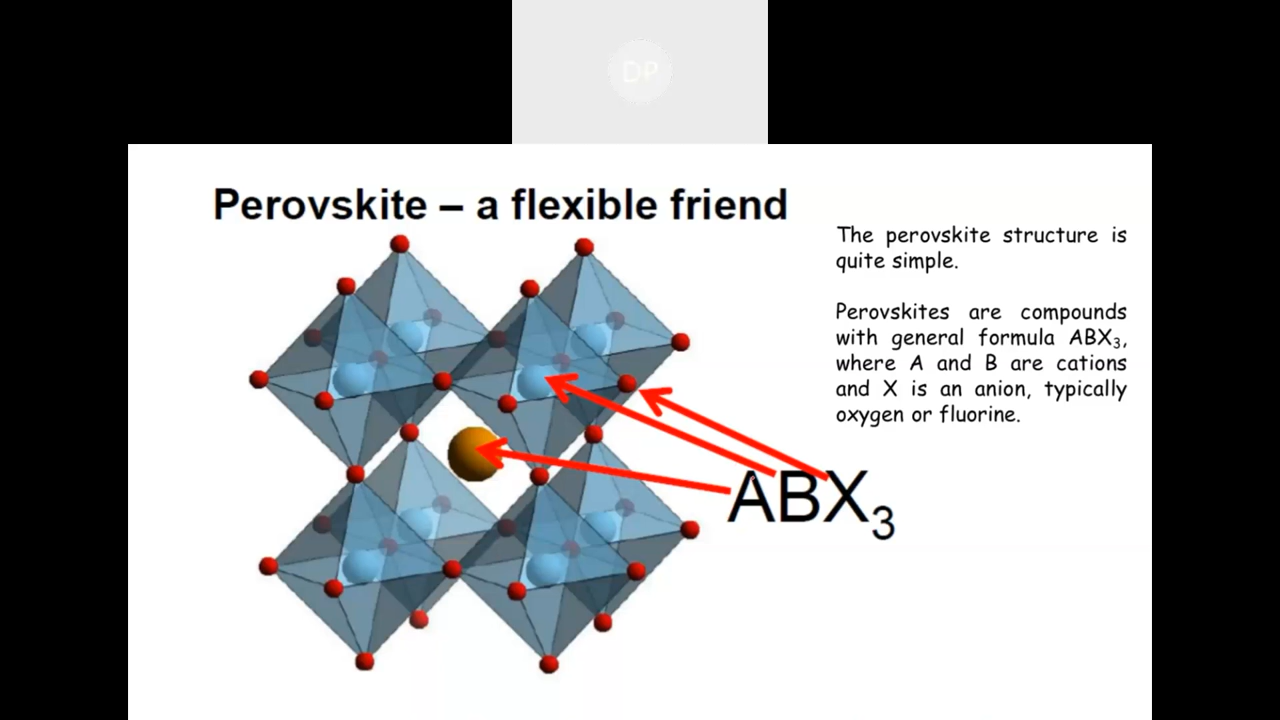 DP
Perovskite – a flexible friend
The perovskite structure is
quite simple.
Perovskites are compounds
with general formula ABX₃,
where A and B are cations
and X is an anion, typically
oxygen or fluorine.
ABX₃